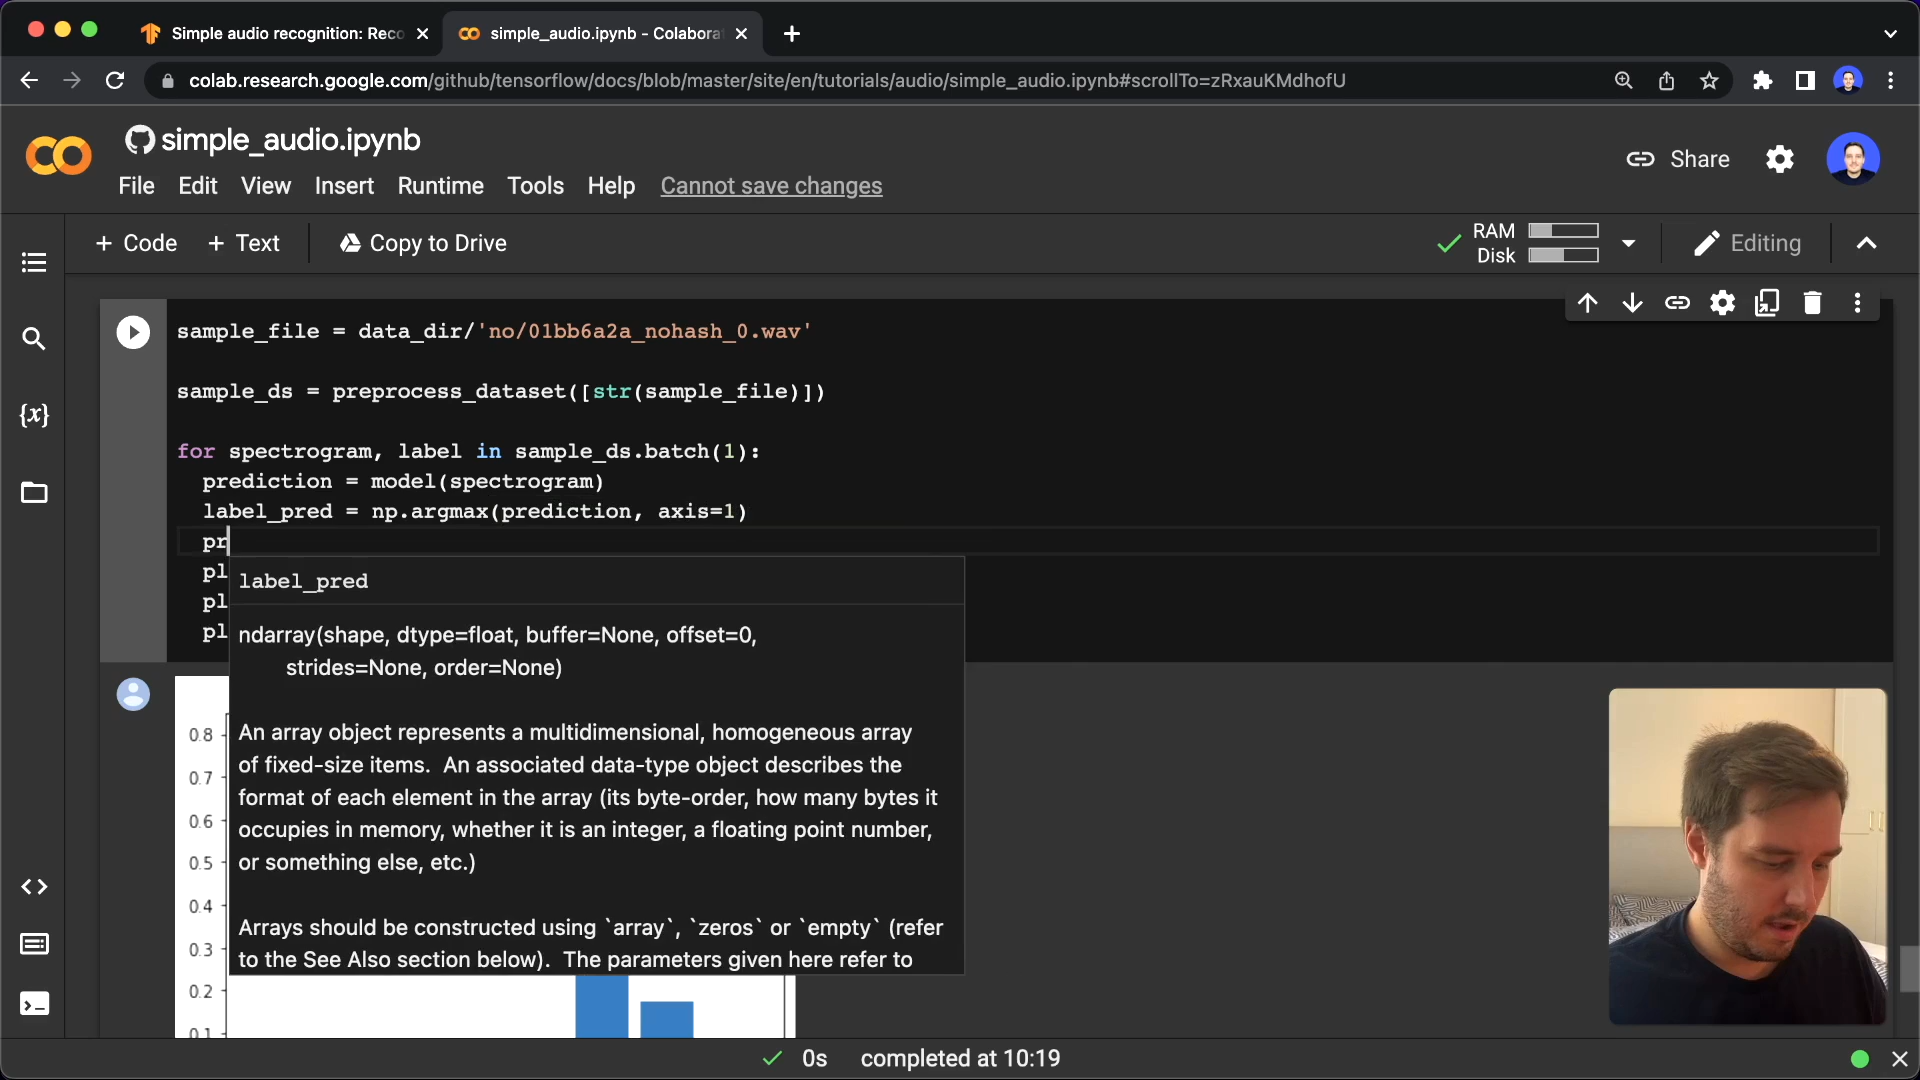 Simple audio recognition: Reco
simple_audio.ipynb - Colabora
colab.research.google.com/github/tensorflow/docs/blob/master/site/en/tutorials/audio/simple_audio.ipynb#scrollTo=zRxauKMdhofU
simple_audio.ipynb
Share
File Edit View Insert Runtime Tools Help Cannot save changes
+ Code + Text Copy to Drive
RAM
Disk
Editing
{x}
sample_file = data_dir/'no/01bb6a2a_nohash_0.wav'
sample_ds = preprocess_dataset([str(sample_file)])
for spectrogram, label in sample_ds.batch(1):
prediction = model(spectrogram)
label_pred = np.argmax(prediction, axis=1)
pr
pl
pl
pl
label_pred
ndarray(shape, dtype=float, buffer=None, offset=0,
strides=None, order=None)
An array object represents a multidimensional, homogeneous array
of fixed-size items. An associated data-type object describes the
format of each element in the array (its byte-order, how many bytes it
occupies in memory, whether it is an integer, a floating point number,
or something else, etc.)
Arrays should be constructed using `array`, `zeros` or `empty` (refer
to the See Also section below). The parameters given here refer to
0.8
0.7
0.6
0.5
0.4
0.3
0.2
0.1
0s completed at 10:19